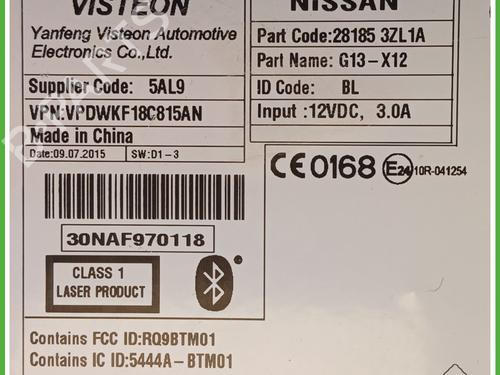 VISTEON
Yanfeng Visteon Automotive
Electronics Co.,Ltd.
Supplier Code: 5AL9
VPN:VPDWKF18C815AN
Made in China
Date:09.07.2015 SW:D1-3
NISSAN
Part Code:28185 3ZL1A
Part Name: G13-X12
ID Code: BL
Input :12VDC, 3.0A
CE0168 E24 10R-041254
30NAF970118
CLASS 1
LASER PRODUCT
Contains FCC ID:RQ9BTM01
Contains IC ID:5444A-BTM01